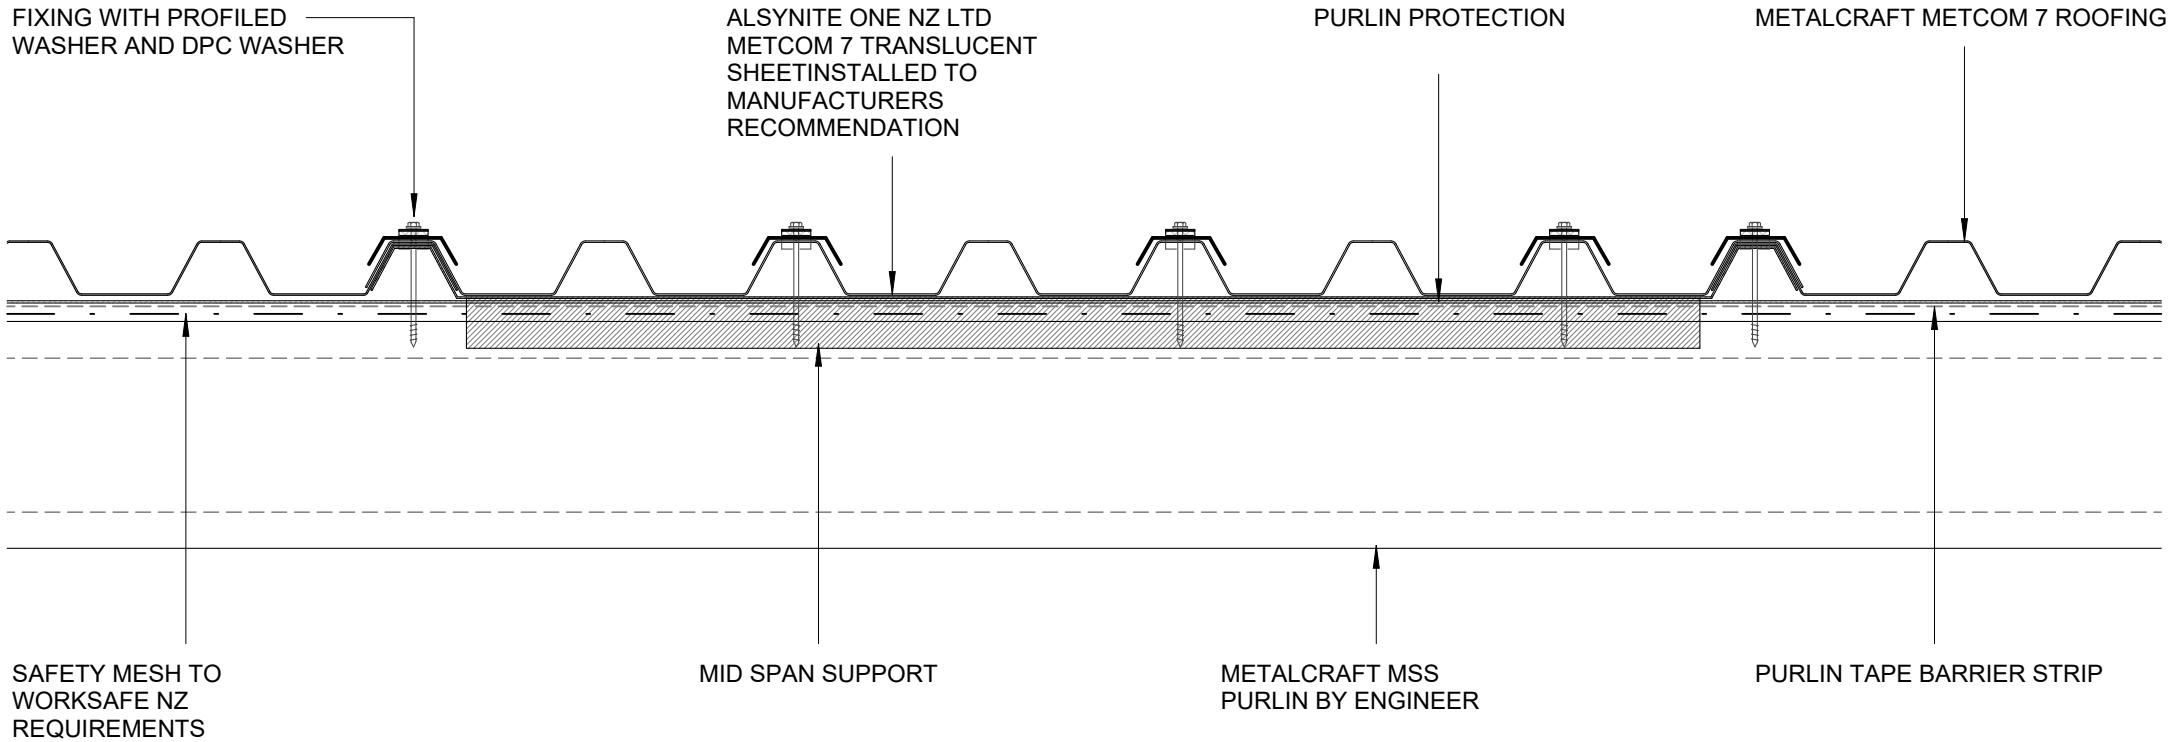 FIXING WITH PROFILED
WASHER AND DPC WASHER
ALSYNITE ONE NZ LTD
METCOM 7 TRANSLUCENT
SHEETINSTALLED TO
MANUFACTURERS
RECOMMENDATION
PURLIN PROTECTION
METALCRAFT METCOM 7 ROOFING
SAFETY MESH TO
WORKSAFE NZ
REQUIREMENTS
MID SPAN SUPPORT
METALCRAFT MSS
PURLIN BY ENGINEER
PURLIN TAPE BARRIER STRIP